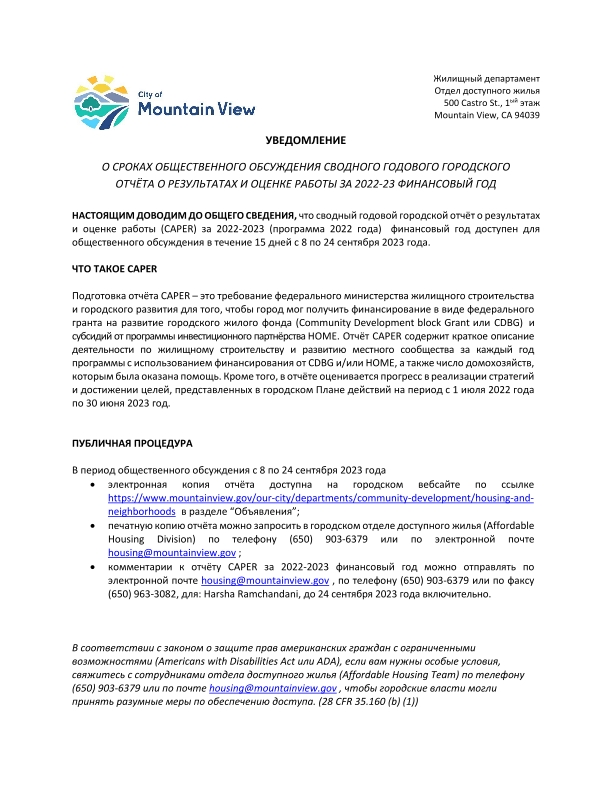 City of
Mountain View
Жилищный департамент
Отдел доступного жилья
500 Castro St., 1ый этаж
Mountain View, CA 94039
УВЕДОМЛЕНИЕ
О СРОКАХ ОБЩЕСТВЕННОГО ОБСУЖДЕНИЯ СВОДНОГО ГОДОВОГО ГОРОДСКОГО
ОТЧЁТА О РЕЗУЛЬТАТАХ И ОЦЕНКЕ РАБОТЫ ЗА 2022-23 ФИНАНСОВЫЙ ГОД
НАСТОЯЩИМ ДОВОДИМ ДО ОБЩЕГО СВЕДЕНИЯ, что сводный годовой городской отчёт о результатах
и оценке работы (CAPER) за 2022-2023 (программа 2022 года) финансовый год доступен для
общественного обсуждения в течение 15 дней с 8 по 24 сентября 2023 года.
ЧТО ТАКОЕ CAPER
Подготовка отчёта CAPER – это требование федерального министерства жилищного строительства
и городского развития для того, чтобы город мог получить финансирование в виде федерального
гранта на развитие городского жилого фонда (Community Development block Grant или CDBG) и
субсидий от программы инвестиционного партнёрства HOME. Отчёт CAPER содержит краткое описание
деятельности по жилищному строительству и развитию местного сообщества за каждый год
программы с использованием финансирования от CDBG и/или HOME, а также число домохозяйств,
которым была оказана помощь. Кроме того, в отчёте оценивается прогресс в реализации стратегий
и достижении целей, представленных в городском Плане действий на период с 1 июля 2022 года
по 30 июня 2023 год.
ПУБЛИЧНАЯ ПРОЦЕДУРА
В период общественного обсуждения с 8 по 24 сентября 2023 года
• электронная копия отчёта доступна на городском вебсайте по ссылке
https://www.mountainview.gov/our-city/departments/community-development/housing-and-
neighborhoods в разделе “Объявления”;
• печатную копию отчёта можно запросить в городском отделе доступного жилья (Affordable
Housing Division) по телефону (650) 903-6379 или по электронной почте
housing@mountainview.gov ;
• комментарии к отчёту CAPER за 2022-2023 финансовый год можно отправлять по
электронной почте housing@mountainview.gov , по телефону (650) 903-6379 или по факсу
(650) 963-3082, для: Harsha Ramchandani, до 24 сентября 2023 года включительно.
В соответствии с законом о защите прав американских граждан с ограниченными
возможностями (Americans with Disabilities Act или ADA), если вам нужны особые условия,
свяжитесь с сотрудниками отдела доступного жилья (Affordable Housing Team) по телефону
(650) 903-6379 или по почте housing@mountainview.gov , чтобы городские власти могли
принять разумные меры по обеспечению доступа. (28 CFR 35.160 (b) (1))